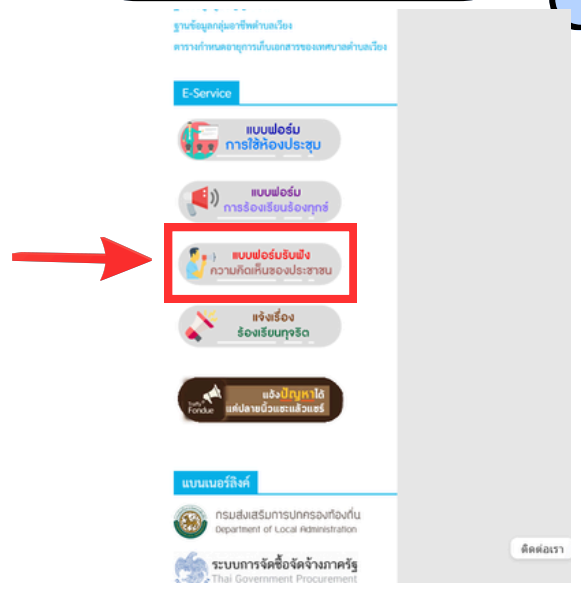 ฐานข้อมูลกลุ่มอาชีพตำบลเวียง
ตารางกำหนดอายุการเก็บเอกสารของเทศบาลตำบลเวียง
E-Service
แบบฟอร์ม
การใช้ห้องประชุม
แบบฟอร์ม
การร้องเรียนร้องทุกข์
แบบฟอร์มรับฟัง
ความคิดเห็นของประชาชน
แจ้งเรื่อง
ร้องเรียนทุจริต
แจ้งปัญหาได้
แค่ปลายนิ้วแชะแล้วแชร์
Traffy
Fondue
แบนเนอร์ลิงค์
กรมส่งเสริมการปกครองท้องถิ่น
Department of Local Administration
ระบบการจัดซื้อจัดจ้างภาครัฐ
Thai Government Procurement
ติดต่อเรา